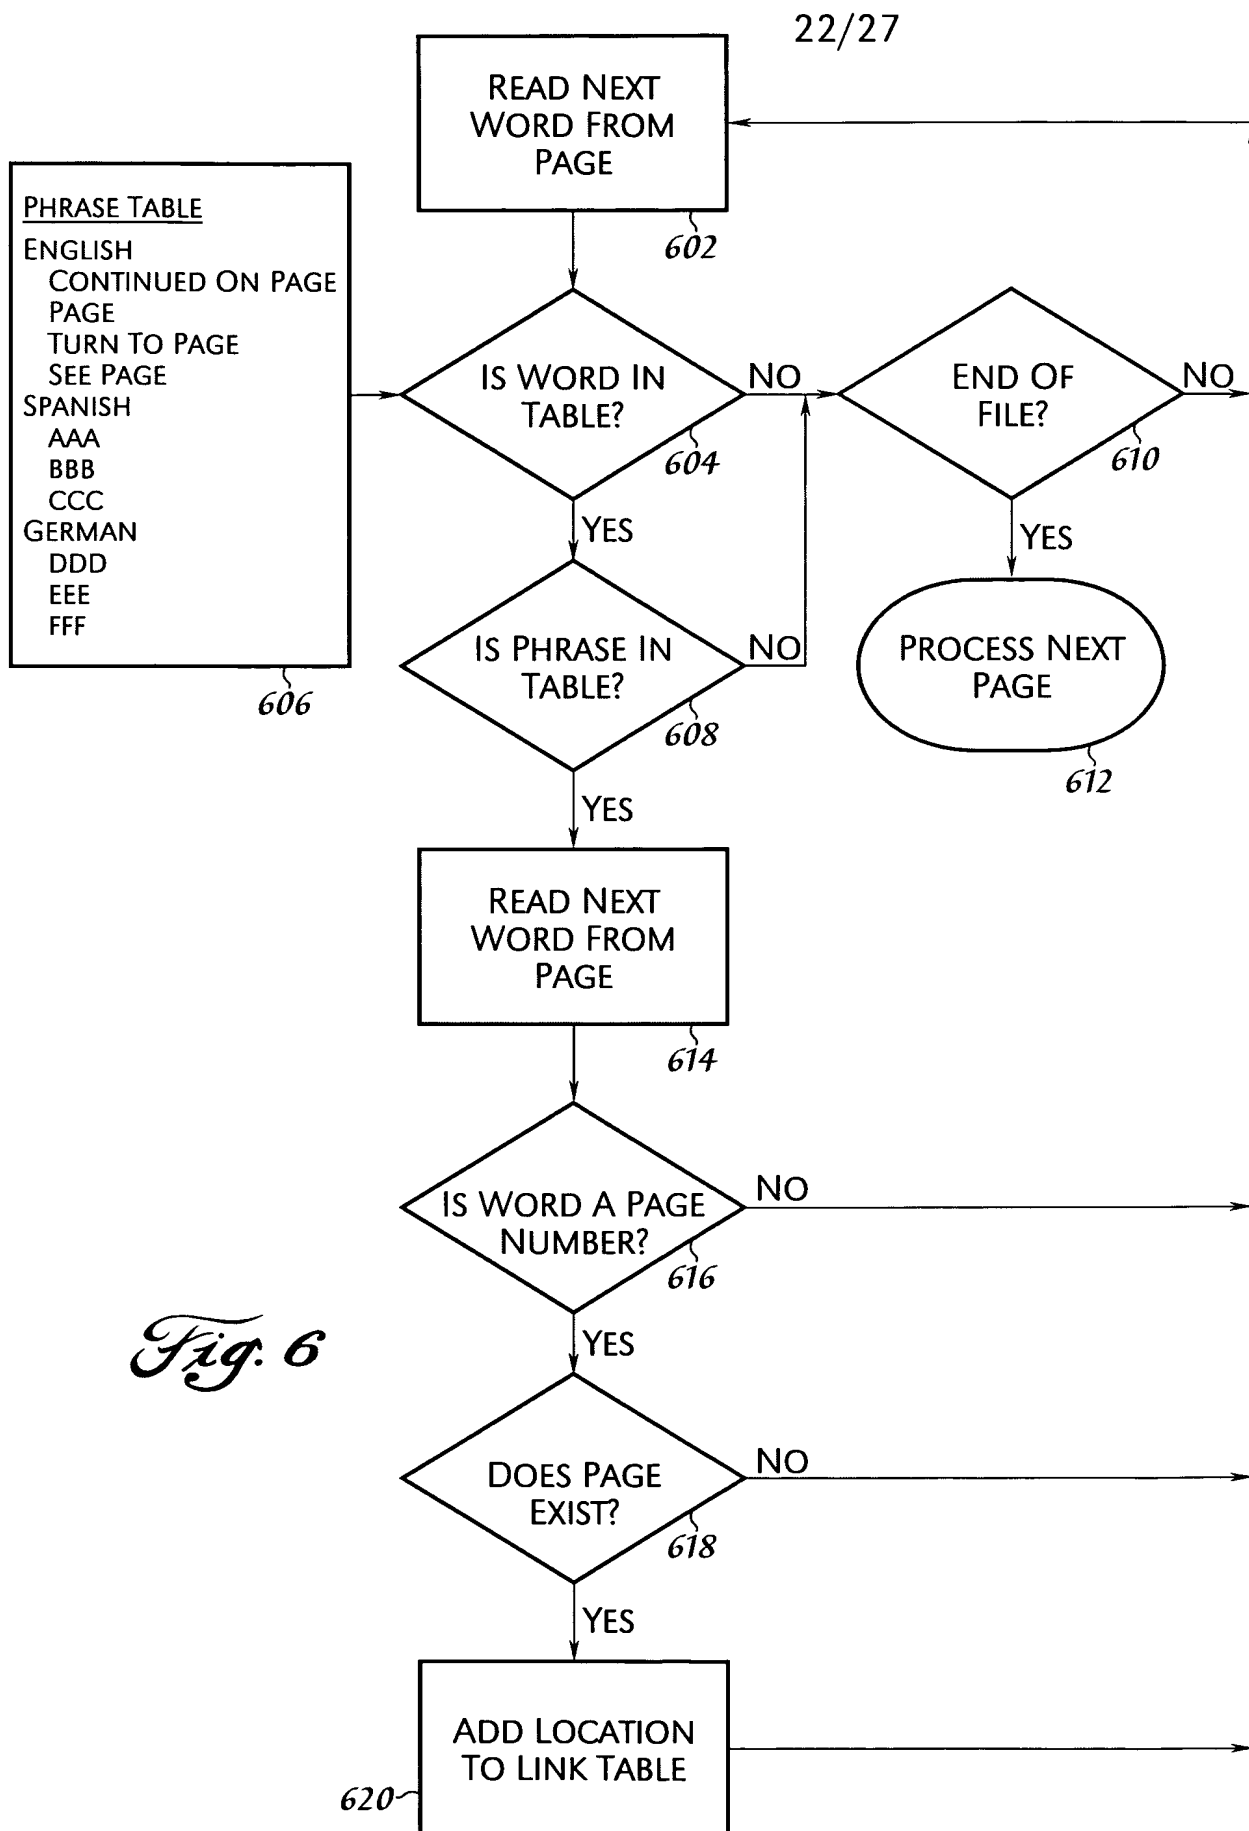 22/27
READ NEXT
WORD FROM
PAGE
602
PHRASE TABLE
ENGLISH
CONTINUED ON PAGE
PAGE
TURN TO PAGE
SEE PAGE
SPANISH
AAA
BBB
CCC
GERMAN
DDD
EEE
FFF
606
IS WORD IN
TABLE?
604
NO
END OF
FILE?
610
NO
YES
YES
IS PHRASE IN
TABLE?
608
NO
PROCESS NEXT
PAGE
612
YES
READ NEXT
WORD FROM
PAGE
614
IS WORD A PAGE
NUMBER?
616
NO
YES
Fig. 6
DOES PAGE
EXIST?
618
NO
YES
ADD LOCATION
TO LINK TABLE
620